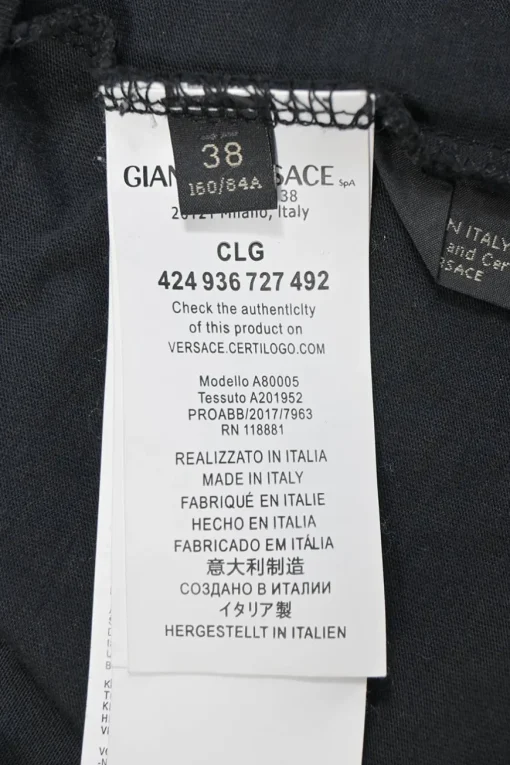 38
160/84A
GIAN SACE SpA
38
20121 Milano, Italy
CLG
424 936 727 492
Check the authenticity
of this product on
VERSACE.CERTILOGO.COM
Modello A80005
Tessuto A201952
PROABB/2017/7963
RN 118881
REALIZZATO IN ITALIA
MADE IN ITALY
FABRIQUÉ EN ITALIE
HECHO EN ITALIA
FABRICADO EM ITÁLIA
意大利制造
СОЗДАНО В ИТАЛИИ
イタリア製
HERGESTELLT IN ITALIEN
N ITALY
and Cer
SACE